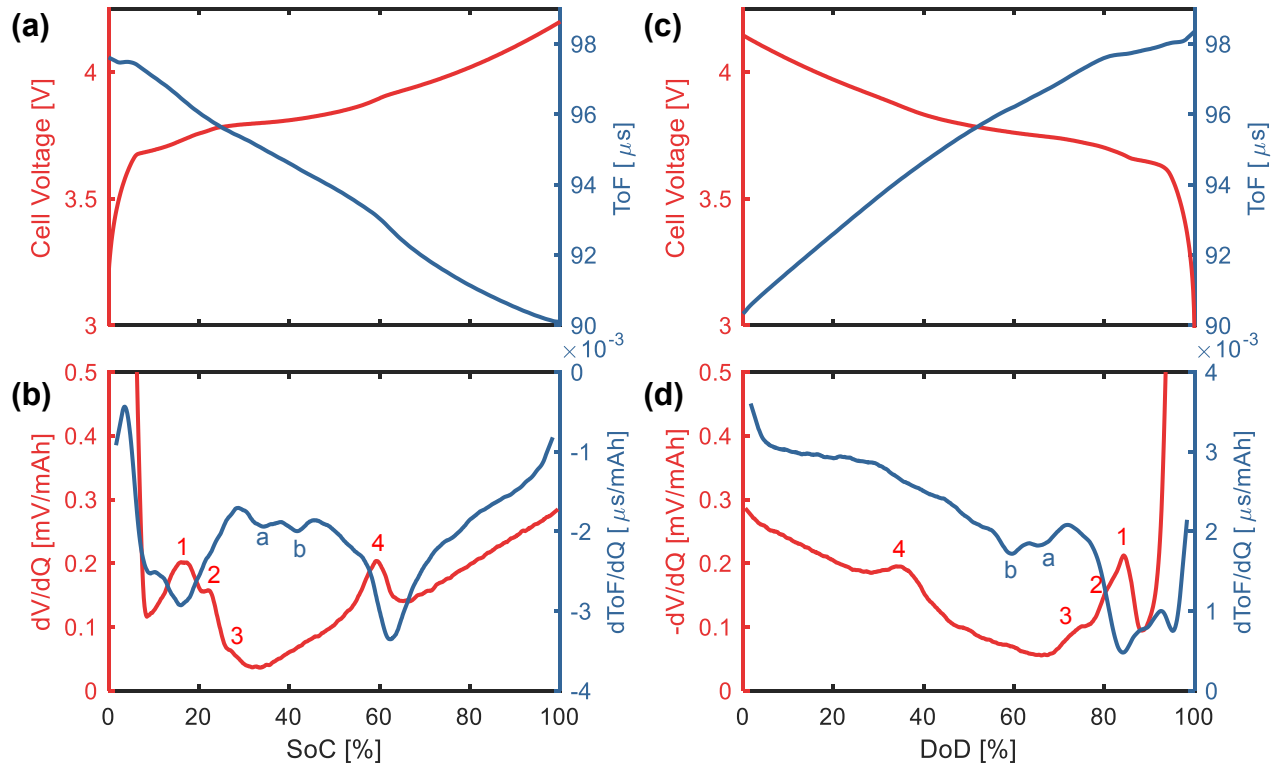 (a)
Cell Voltage [V]
4
3.5
3
98
96
94
93
91
90
ToF [ μs]
(c)
Cell Voltage [V]
4
3.5
3
98
96
94
93
91
90
ToF [ μs]
(b)
dV/dQ [mV/mAh]
0.5
0.4
0.3
0.2
0.1
0
1
2
3
4
a
b
×10⁻³
0
-1
-2
-3
-4
dToF/dQ [ μs/mAh]
0 20 40 60 80 100
SoC [%]
(d)
-dV/dQ [mV/mAh]
0.5
0.4
0.3
0.2
0.1
0
4
3
2
1
b
a
×10⁻³
4
3
2
1
0
dToF/dQ [ μs/mAh]
0 20 40 60 80 100
DoD [%]